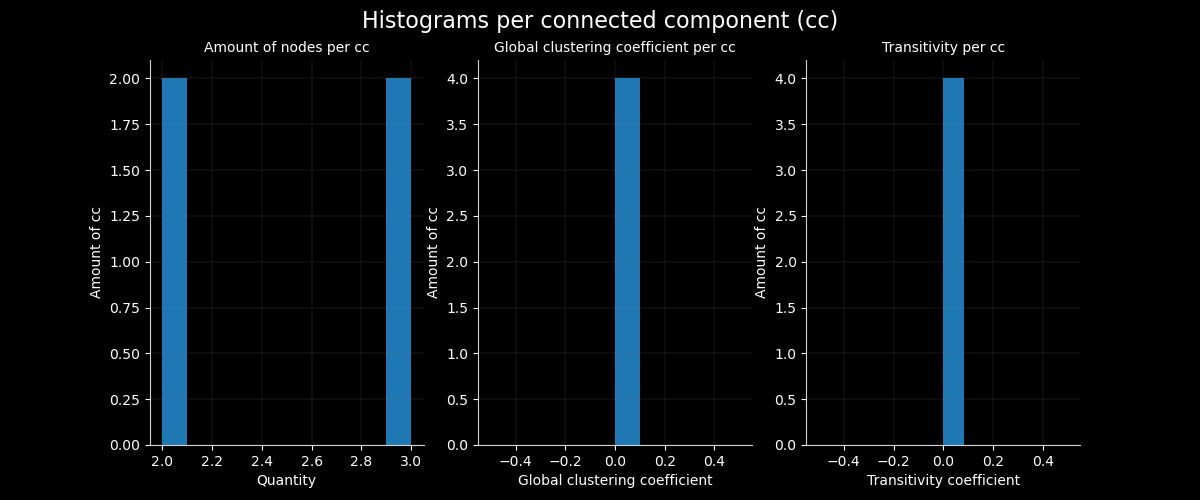 Histograms per connected component (cc)
Amount of nodes per cc
Global clustering coefficient per cc
Transitivity per cc
Amount of cc
2.00
1.75
1.50
1.25
1.00
0.75
0.50
0.25
0.00
2.0 2.2 2.4 2.6 2.8 3.0
Quantity
Amount of cc
4.0
3.5
3.0
2.5
2.0
1.5
1.0
0.5
0.0
−0.4 −0.2 0.0 0.2 0.4
Global clustering coefficient
Amount of cc
4.0
3.5
3.0
2.5
2.0
1.5
1.0
0.5
0.0
−0.4 −0.2 0.0 0.2 0.4
Transitivity coefficient